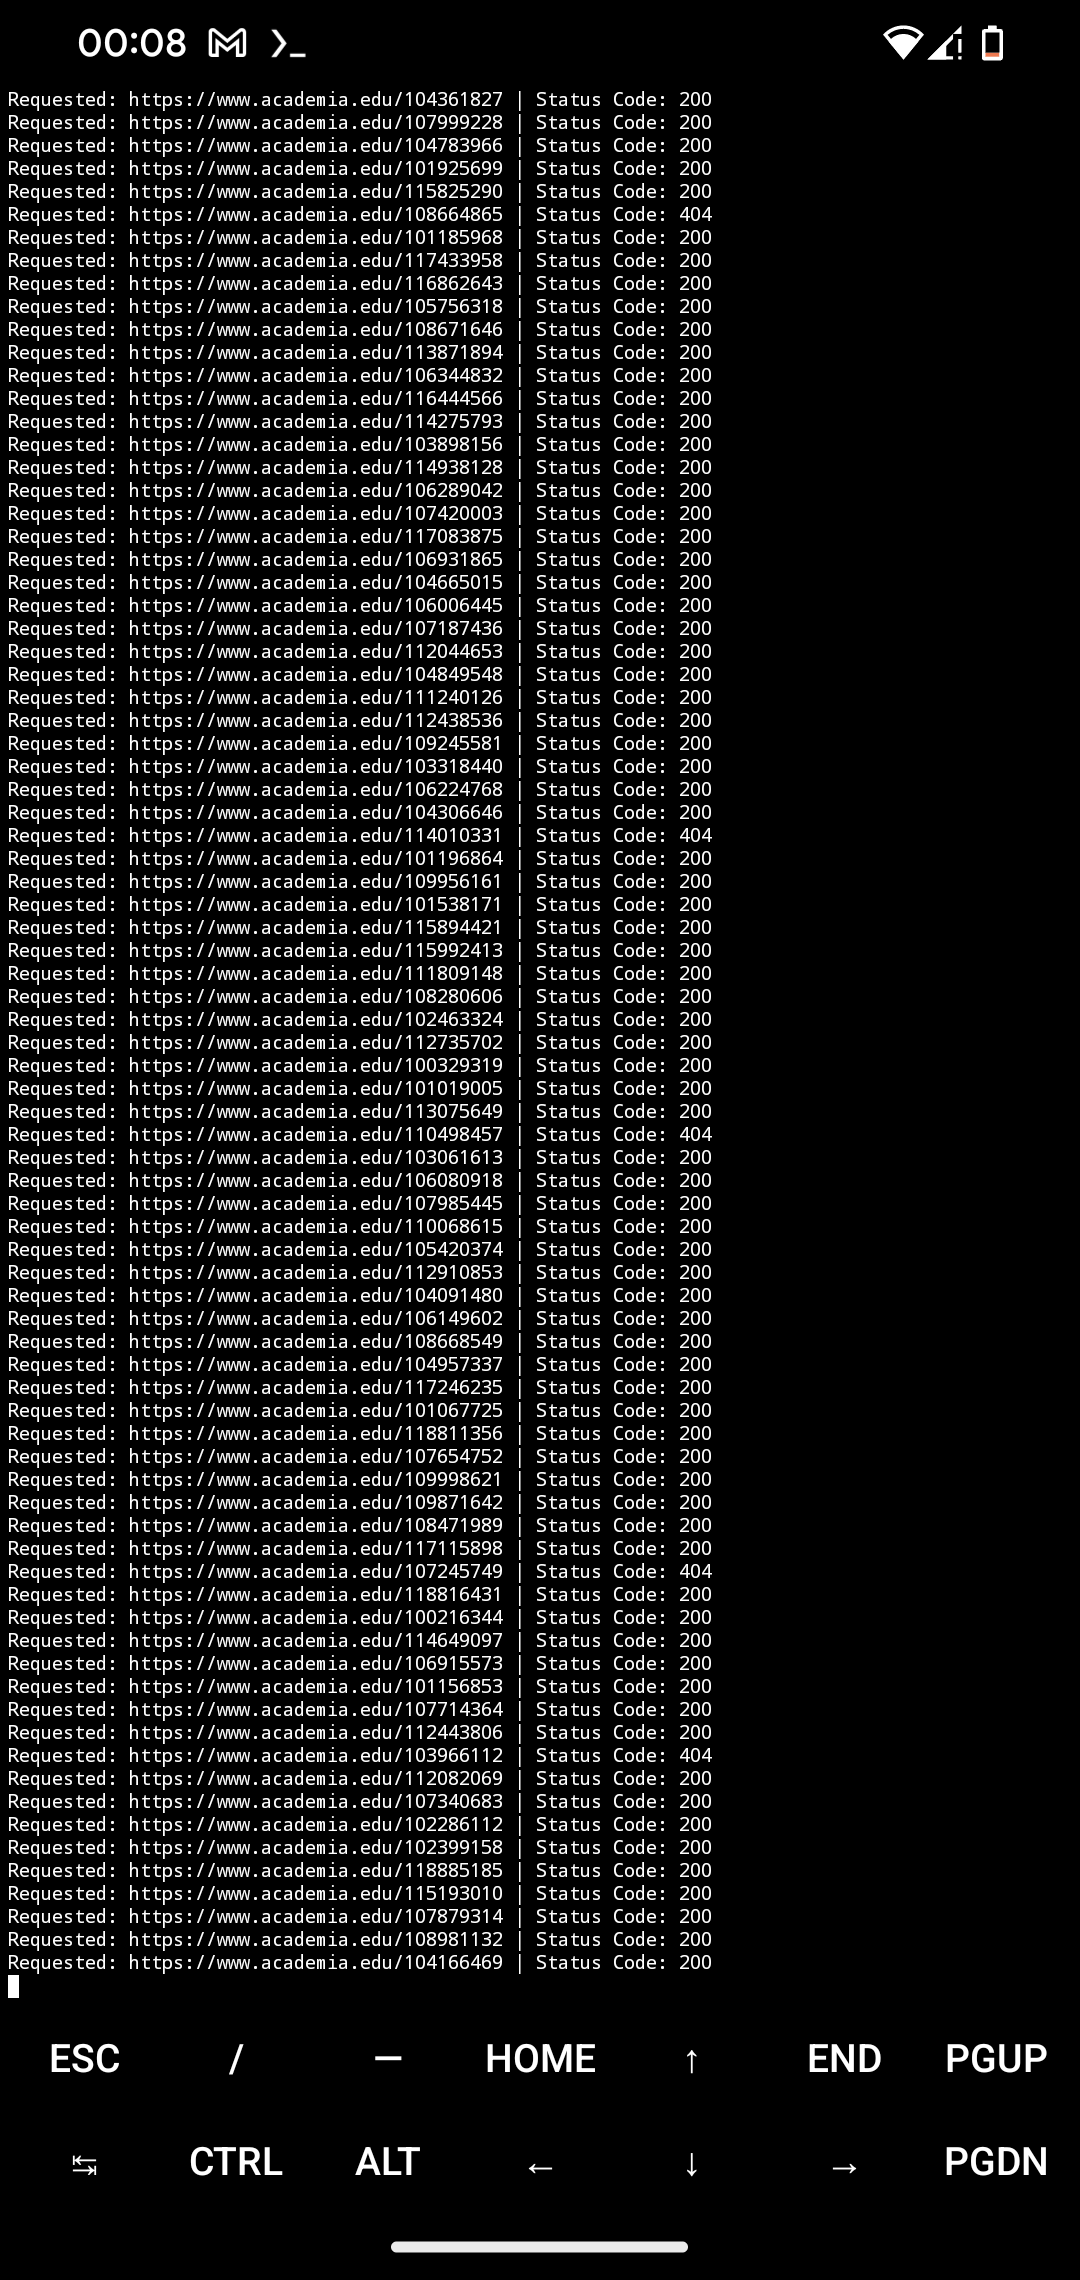 00:08
Requested: https://www.academia.edu/104361827 | Status Code: 200
Requested: https://www.academia.edu/107999228 | Status Code: 200
Requested: https://www.academia.edu/104783966 | Status Code: 200
Requested: https://www.academia.edu/101925699 | Status Code: 200
Requested: https://www.academia.edu/115825290 | Status Code: 200
Requested: https://www.academia.edu/108664865 | Status Code: 404
Requested: https://www.academia.edu/101185968 | Status Code: 200
Requested: https://www.academia.edu/117433958 | Status Code: 200
Requested: https://www.academia.edu/116862643 | Status Code: 200
Requested: https://www.academia.edu/105756318 | Status Code: 200
Requested: https://www.academia.edu/108671646 | Status Code: 200
Requested: https://www.academia.edu/113871894 | Status Code: 200
Requested: https://www.academia.edu/106344832 | Status Code: 200
Requested: https://www.academia.edu/116444566 | Status Code: 200
Requested: https://www.academia.edu/114275793 | Status Code: 200
Requested: https://www.academia.edu/103898156 | Status Code: 200
Requested: https://www.academia.edu/114938128 | Status Code: 200
Requested: https://www.academia.edu/106289042 | Status Code: 200
Requested: https://www.academia.edu/107420003 | Status Code: 200
Requested: https://www.academia.edu/117083875 | Status Code: 200
Requested: https://www.academia.edu/106931865 | Status Code: 200
Requested: https://www.academia.edu/104665015 | Status Code: 200
Requested: https://www.academia.edu/106006445 | Status Code: 200
Requested: https://www.academia.edu/107187436 | Status Code: 200
Requested: https://www.academia.edu/112044653 | Status Code: 200
Requested: https://www.academia.edu/104849548 | Status Code: 200
Requested: https://www.academia.edu/111240126 | Status Code: 200
Requested: https://www.academia.edu/112438536 | Status Code: 200
Requested: https://www.academia.edu/109245581 | Status Code: 200
Requested: https://www.academia.edu/103318440 | Status Code: 200
Requested: https://www.academia.edu/106224768 | Status Code: 200
Requested: https://www.academia.edu/104306646 | Status Code: 200
Requested: https://www.academia.edu/114010331 | Status Code: 404
Requested: https://www.academia.edu/101196864 | Status Code: 200
Requested: https://www.academia.edu/109956161 | Status Code: 200
Requested: https://www.academia.edu/101538171 | Status Code: 200
Requested: https://www.academia.edu/115894421 | Status Code: 200
Requested: https://www.academia.edu/115992413 | Status Code: 200
Requested: https://www.academia.edu/111809148 | Status Code: 200
Requested: https://www.academia.edu/108280606 | Status Code: 200
Requested: https://www.academia.edu/102463324 | Status Code: 200
Requested: https://www.academia.edu/112735702 | Status Code: 200
Requested: https://www.academia.edu/100329319 | Status Code: 200
Requested: https://www.academia.edu/101019005 | Status Code: 200
Requested: https://www.academia.edu/113075649 | Status Code: 200
Requested: https://www.academia.edu/110498457 | Status Code: 404
Requested: https://www.academia.edu/103061613 | Status Code: 200
Requested: https://www.academia.edu/106080918 | Status Code: 200
Requested: https://www.academia.edu/107985445 | Status Code: 200
Requested: https://www.academia.edu/110068615 | Status Code: 200
Requested: https://www.academia.edu/105420374 | Status Code: 200
Requested: https://www.academia.edu/112910853 | Status Code: 200
Requested: https://www.academia.edu/104091480 | Status Code: 200
Requested: https://www.academia.edu/106149602 | Status Code: 200
Requested: https://www.academia.edu/108668549 | Status Code: 200
Requested: https://www.academia.edu/104957337 | Status Code: 200
Requested: https://www.academia.edu/117246235 | Status Code: 200
Requested: https://www.academia.edu/101067725 | Status Code: 200
Requested: https://www.academia.edu/118811356 | Status Code: 200
Requested: https://www.academia.edu/107654752 | Status Code: 200
Requested: https://www.academia.edu/109998621 | Status Code: 200
Requested: https://www.academia.edu/109871642 | Status Code: 200
Requested: https://www.academia.edu/108471989 | Status Code: 200
Requested: https://www.academia.edu/117115898 | Status Code: 200
Requested: https://www.academia.edu/107245749 | Status Code: 404
Requested: https://www.academia.edu/118816431 | Status Code: 200
Requested: https://www.academia.edu/100216344 | Status Code: 200
Requested: https://www.academia.edu/114649097 | Status Code: 200
Requested: https://www.academia.edu/106915573 | Status Code: 200
Requested: https://www.academia.edu/101156853 | Status Code: 200
Requested: https://www.academia.edu/107714364 | Status Code: 200
Requested: https://www.academia.edu/112443806 | Status Code: 200
Requested: https://www.academia.edu/103966112 | Status Code: 404
Requested: https://www.academia.edu/112082069 | Status Code: 200
Requested: https://www.academia.edu/107340683 | Status Code: 200
Requested: https://www.academia.edu/102286112 | Status Code: 200
Requested: https://www.academia.edu/102399158 | Status Code: 200
Requested: https://www.academia.edu/118885185 | Status Code: 200
Requested: https://www.academia.edu/115193010 | Status Code: 200
Requested: https://www.academia.edu/107879314 | Status Code: 200
Requested: https://www.academia.edu/108981132 | Status Code: 200
Requested: https://www.academia.edu/104166469 | Status Code: 200
ESC / — HOME ↑ END PGUP
↹ CTRL ALT ← ↓ → PGDN